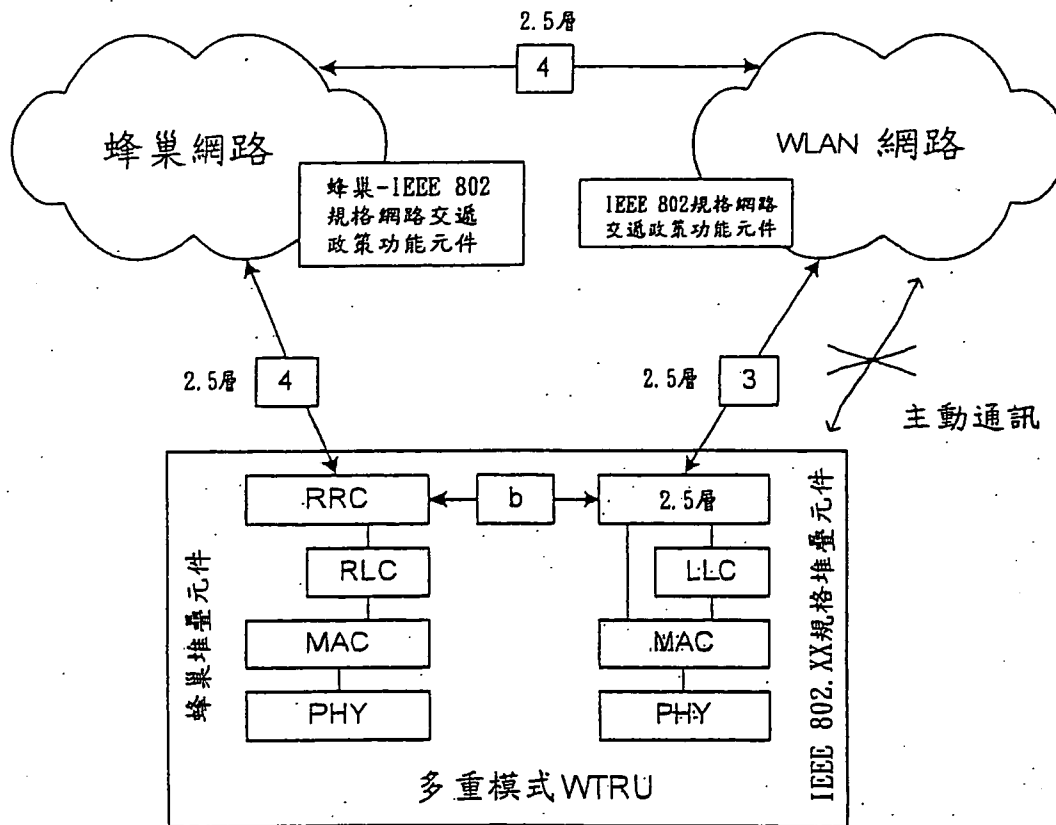 2.5層
4
蜂巢網路
WLAN 網路
蜂巢-IEEE 802
規格網路交遞
政策功能元件
IEEE 802規格網路
交遞政策功能元件
2.5層
4
2.5層
3
主動通訊
RRC
b
2.5層
RLC
LLC
MAC
MAC
PHY
PHY
蜂巢堆疊元件
IEEE 802.XX規格堆疊元件
多重模式WTRU